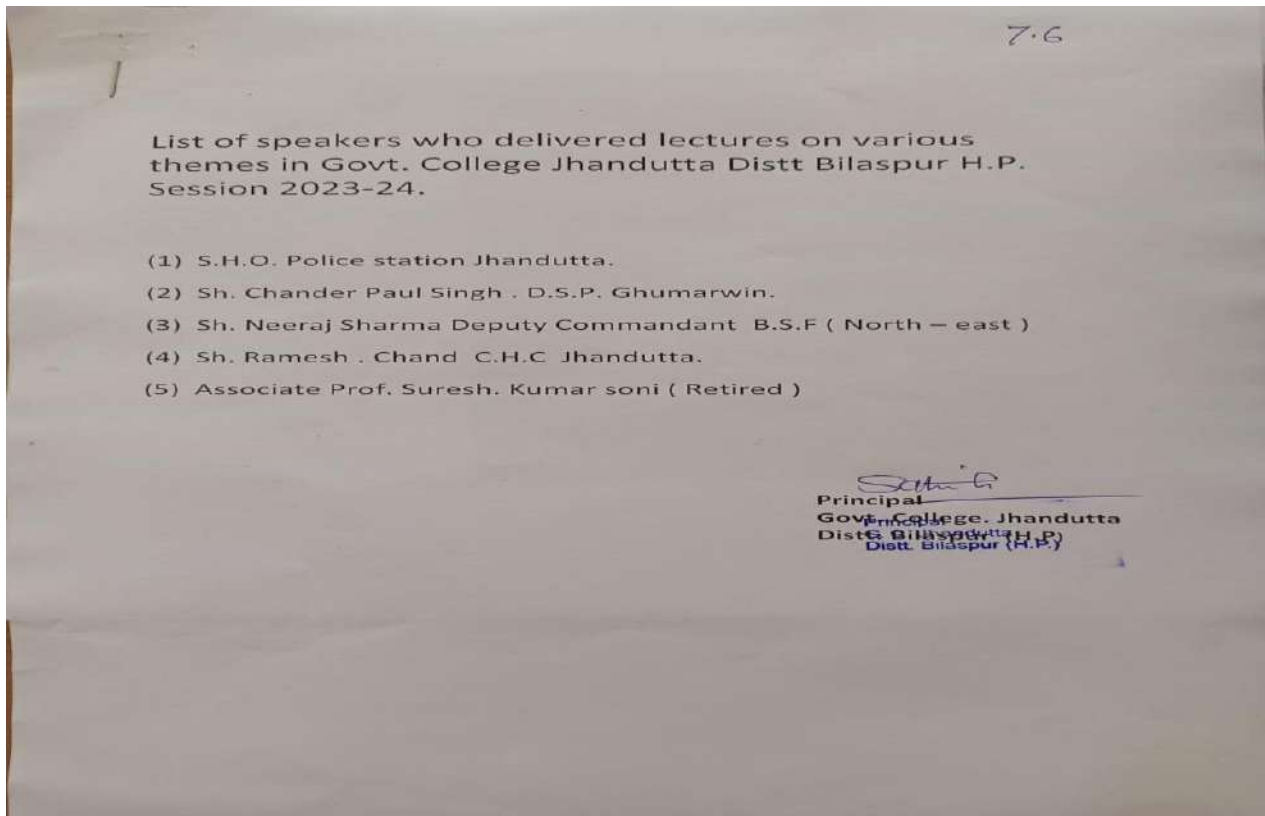 7.6
List of speakers who delivered lectures on various
themes in Govt. College Jhandutta Distt Bilaspur H.P.
Session 2023-24.
(1) S.H.O. Police station Jhandutta.
(2) Sh. Chander Paul Singh . D.S.P. Ghumarwin.
(3) Sh. Neeraj Sharma Deputy Commandant B.S.F ( North – east )
(4) Sh. Ramesh . Chand C.H.C Jhandutta.
(5) Associate Prof. Suresh. Kumar soni ( Retired )
Principal
Govt. College. Jhandutta
Principal
Distt Bilaspur (H.P)
Distt. Bilaspur (H.P.)